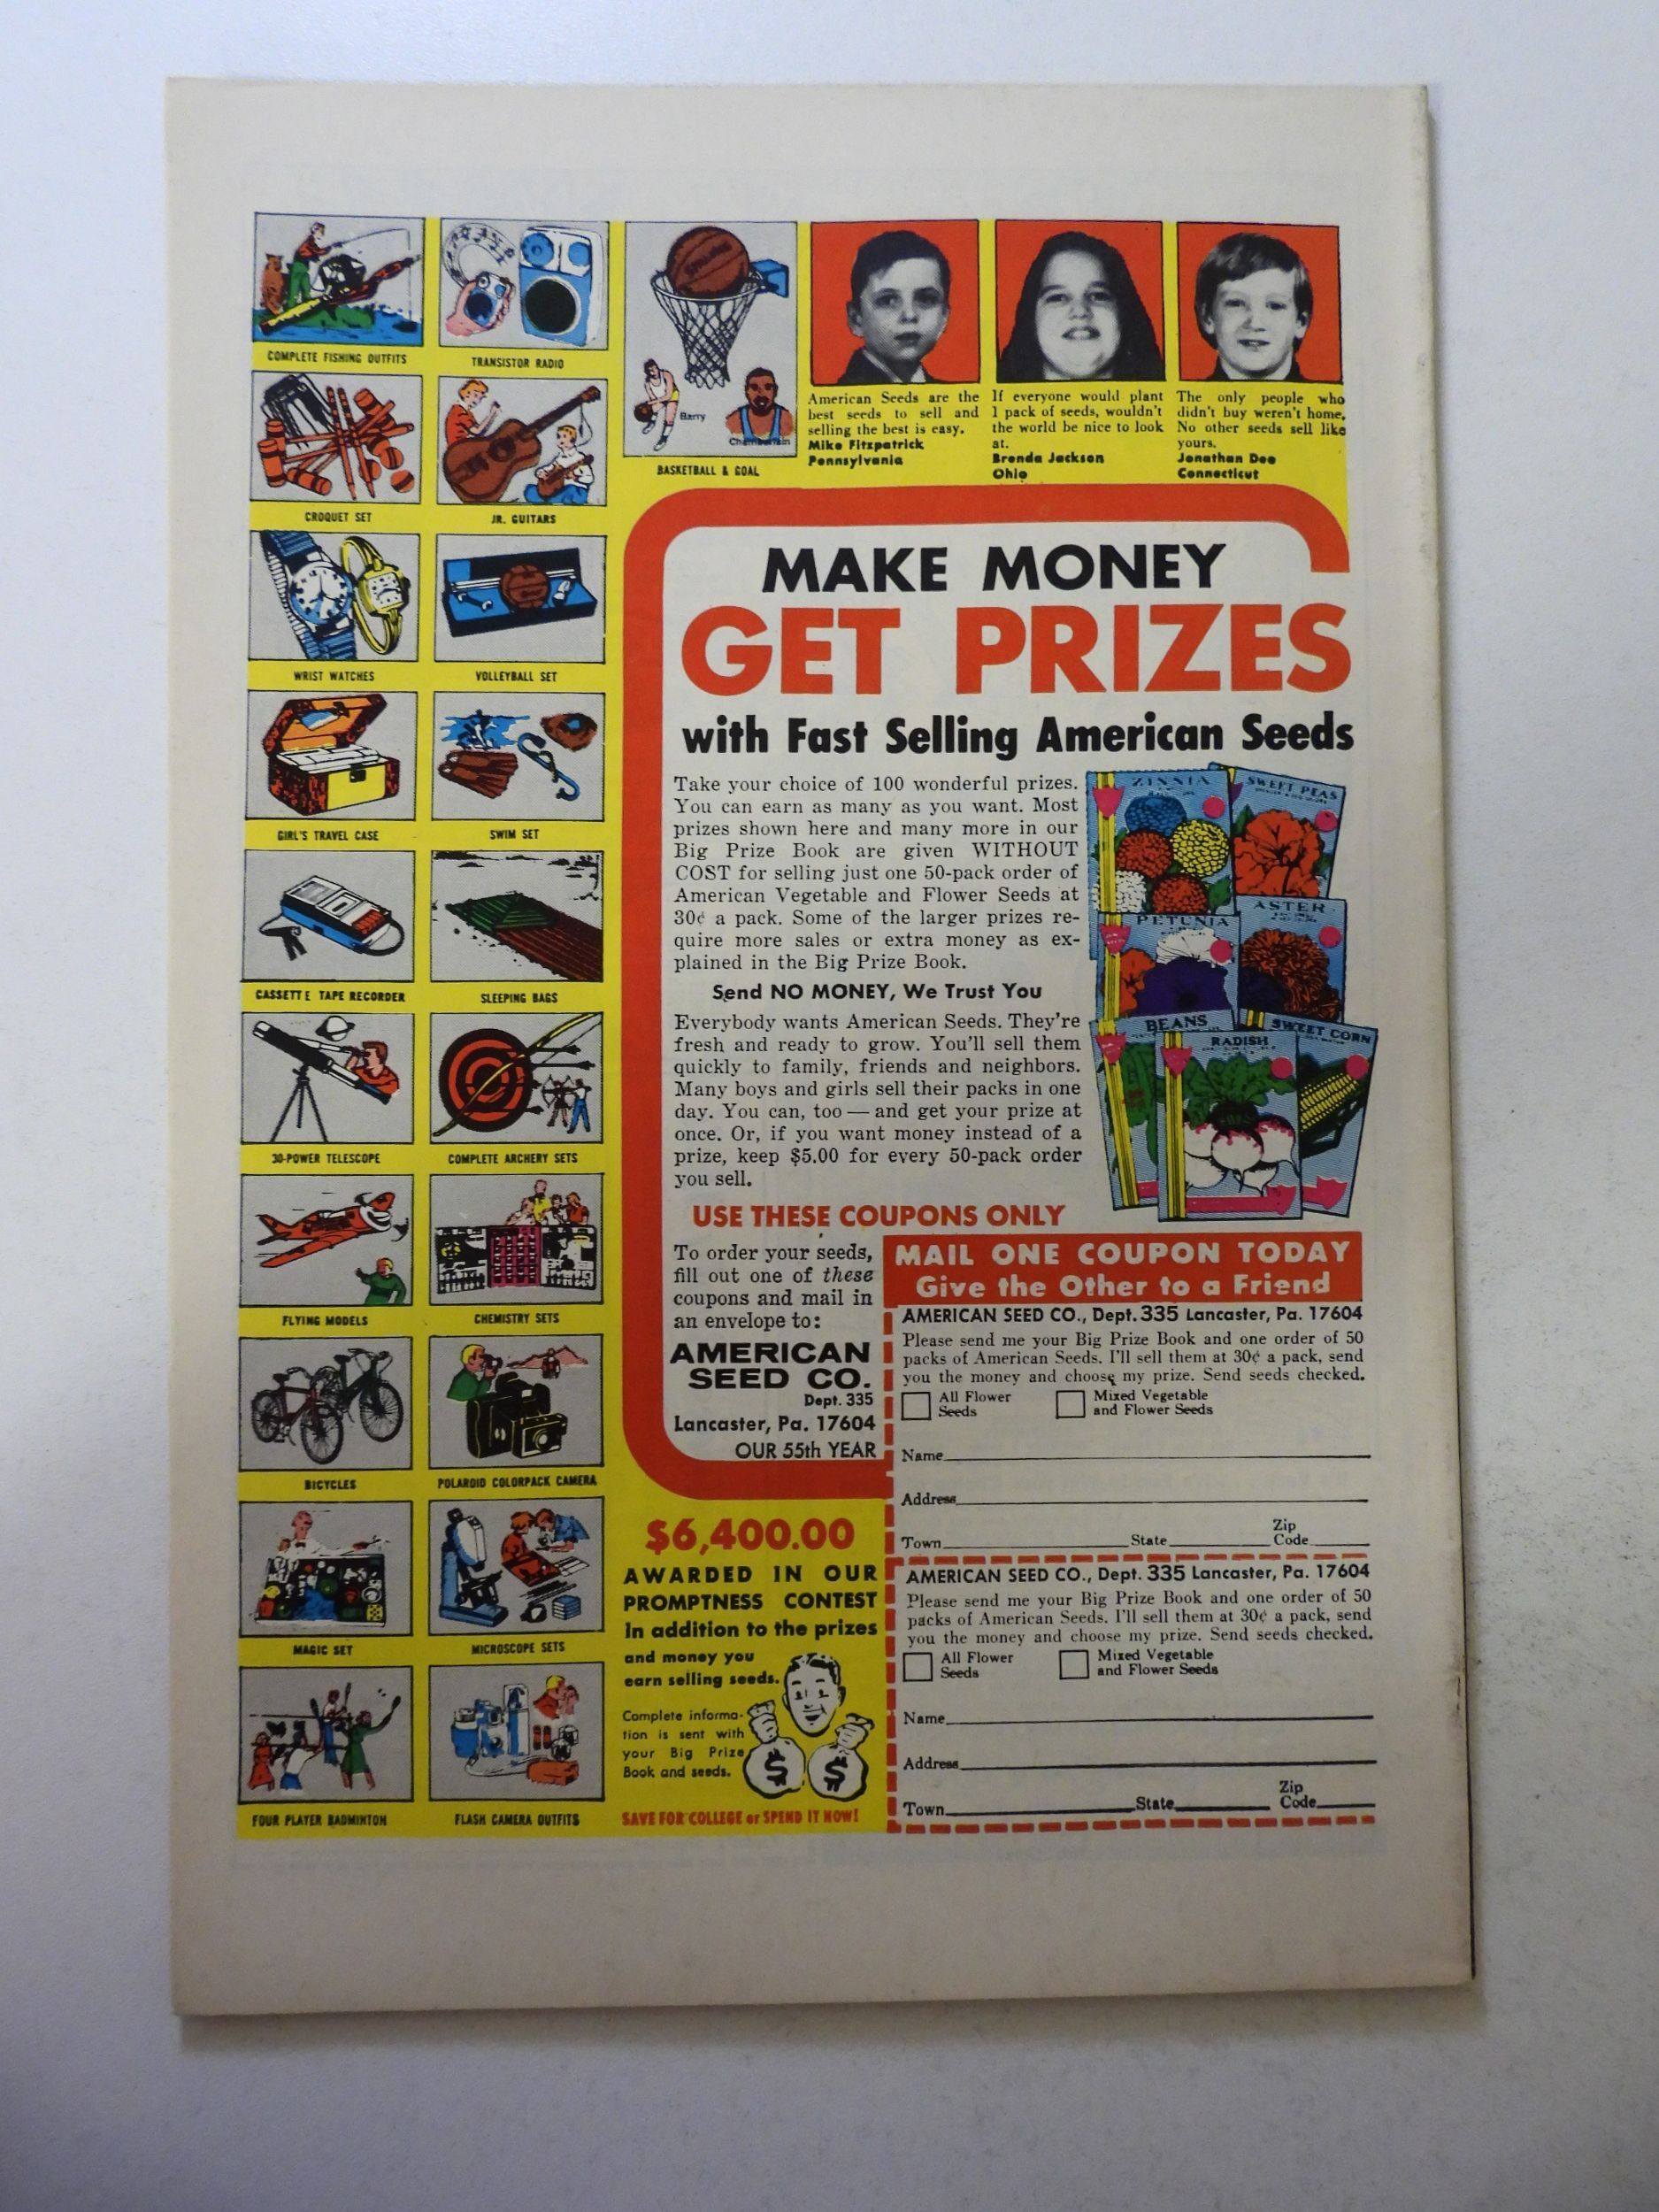 COMPLETE FISHING OUTFITS
TRANSISTOR RADIO
CROQUET SET
JR. GUITARS
WRIST WATCHES
VOLLEYBALL SET
GIRL'S TRAVEL CASE
SWIM SET
CASSETTE TAPE RECORDER
SLEEPING BAGS
30-POWER TELESCOPE
COMPLETE ARCHERY SETS
FLYING MODELS
CHEMISTRY SETS
BICYCLES
POLAROID COLORPACK CAMERA
MAGIC SET
MICROSCOPE SETS
FOUR PLAYER BADMINTON
FLASH CAMERA OUTFITS
Spalding
Barry
Chamberlain
BASKETBALL & GOAL
American Seeds are the
best seeds to sell and
selling the best is easy.
Mike Fitzpatrick
Pennsylvania
If everyone would plant
1 pack of seeds, wouldn't
the world be nice to look
at.
Brenda Jackson
Ohio
The only people who
didn't buy weren't home.
No other seeds sell like
yours.
Jonathan Dee
Connecticut
MAKE MONEY
GET PRIZES
with Fast Selling American Seeds
Take your choice of 100 wonderful prizes.
You can earn as many as you want. Most
prizes shown here and many more in our
Big Prize Book are given WITHOUT
COST for selling just one 50-pack order of
American Vegetable and Flower Seeds at
30¢ a pack. Some of the larger prizes re-
quire more sales or extra money as ex-
plained in the Big Prize Book.
Send NO MONEY, We Trust You
Everybody wants American Seeds. They're
fresh and ready to grow. You'll sell them
quickly to family, friends and neighbors.
Many boys and girls sell their packs in one
day. You can, too — and get your prize at
once. Or, if you want money instead of a
prize, keep $5.00 for every 50-pack order
you sell.
ZINNIA
SWEET PEAS
PETUNIA
ASTER
BEANS
RADISH
SWEET CORN
USE THESE COUPONS ONLY
To order your seeds,
fill out one of these
coupons and mail in
an envelope to:
AMERICAN
SEED CO.
Dept. 335
Lancaster, Pa. 17604
OUR 55th YEAR
MAIL ONE COUPON TODAY
Give the Other to a Friend
AMERICAN SEED CO., Dept. 335 Lancaster, Pa. 17604
Please send me your Big Prize Book and one order of 50
packs of American Seeds. I'll sell them at 30¢ a pack, send
you the money and choose my prize. Send seeds checked.
All Flower Seeds
Mixed Vegetable and Flower Seeds
Name
Address
Town State Zip Code
AMERICAN SEED CO., Dept. 335 Lancaster, Pa. 17604
Please send me your Big Prize Book and one order of 50
packs of American Seeds. I'll sell them at 30¢ a pack, send
you the money and choose my prize. Send seeds checked.
All Flower Seeds
Mixed Vegetable and Flower Seeds
Name
Address
Town State Zip Code
$6,400.00
AWARDED IN OUR
PROMPTNESS CONTEST
In addition to the prizes
and money you
earn selling seeds.
Complete informa-
tion is sent with
your Big Prize
Book and seeds.
$ $
SAVE FOR COLLEGE or SPEND IT NOW!